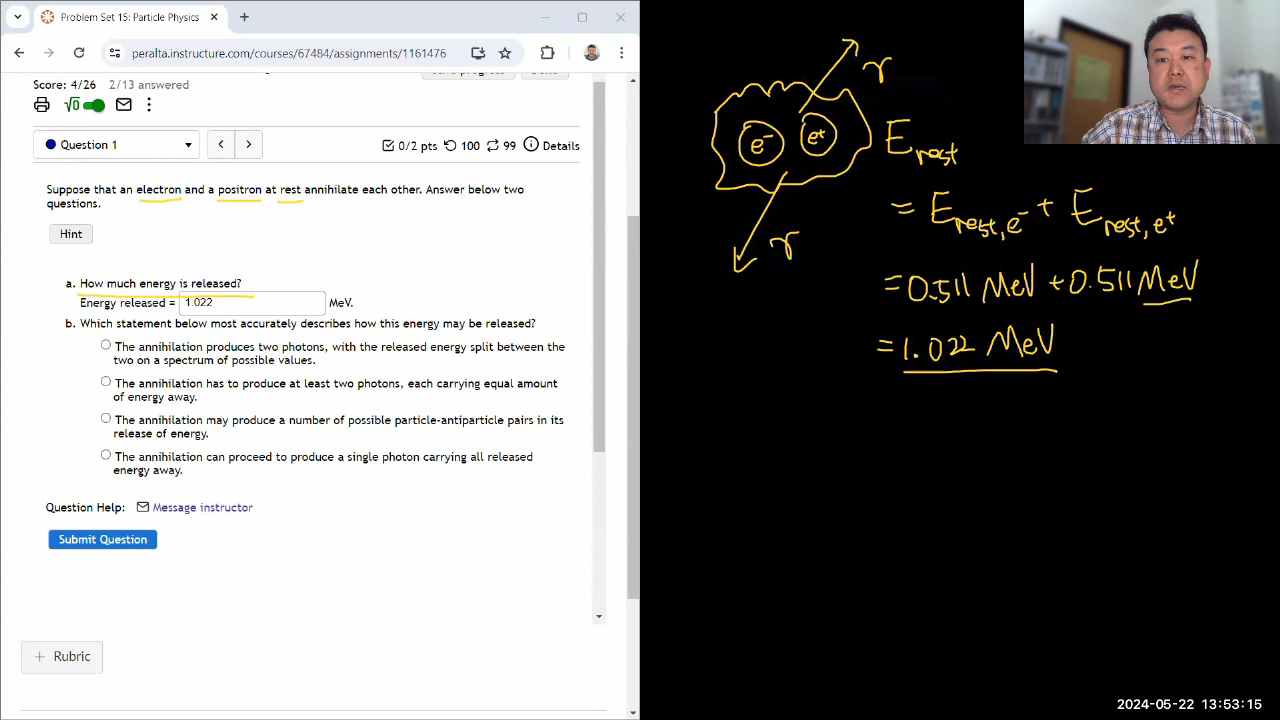 Problem Set 15: Particle Physics
peralta.instructure.com/courses/67484/assignments/1161476
Score: 4/26 2/13 answered
√0
Question 1
0/2 pts 100 99 Details
Suppose that an electron and a positron at rest annihilate each other. Answer below two
questions.
Hint
a. How much energy is released?
Energy released = 1.022 MeV.
b. Which statement below most accurately describes how this energy may be released?
The annihilation produces two photons, with the released energy split between the
two on a spectrum of possible values.
The annihilation has to produce at least two photons, each carrying equal amount
of energy away.
The annihilation may produce a number of possible particle-antiparticle pairs in its
release of energy.
The annihilation can proceed to produce a single photon carrying all released
energy away.
Question Help: Message instructor
Submit Question
+ Rubric
γ
e⁻ e⁺
γ
E_rest
= E_rest,e⁻ + E_rest,e⁺
= 0.511 MeV + 0.511 MeV
= 1.022 MeV
2024-05-22 13:53:15